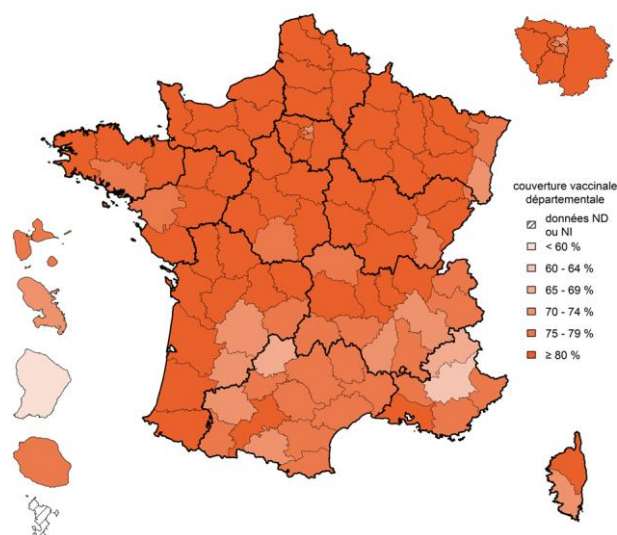 couverture vaccinale
départementale
données ND
ou NI
< 60 %
60 - 64 %
65 - 69 %
70 - 74 %
75 - 79 %
≥ 80 %